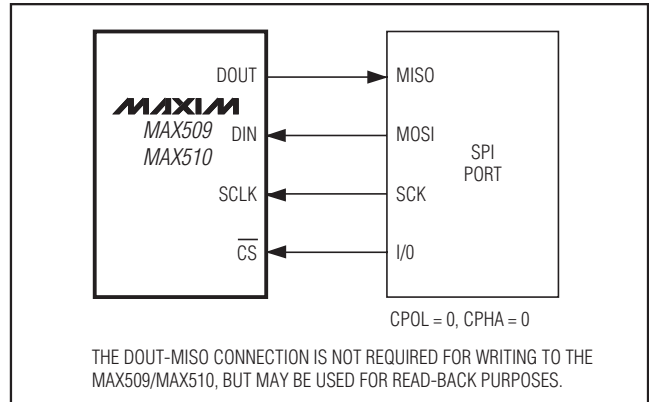 DOUT
MISO
MAXIM
MAX509
DIN
MOSI
MAX510
SPI
PORT
SCLK
SCK
CS
I/0
CPOL = 0, CPHA = 0
THE DOUT-MISO CONNECTION IS NOT REQUIRED FOR WRITING TO THE
MAX509/MAX510, BUT MAY BE USED FOR READ-BACK PURPOSES.